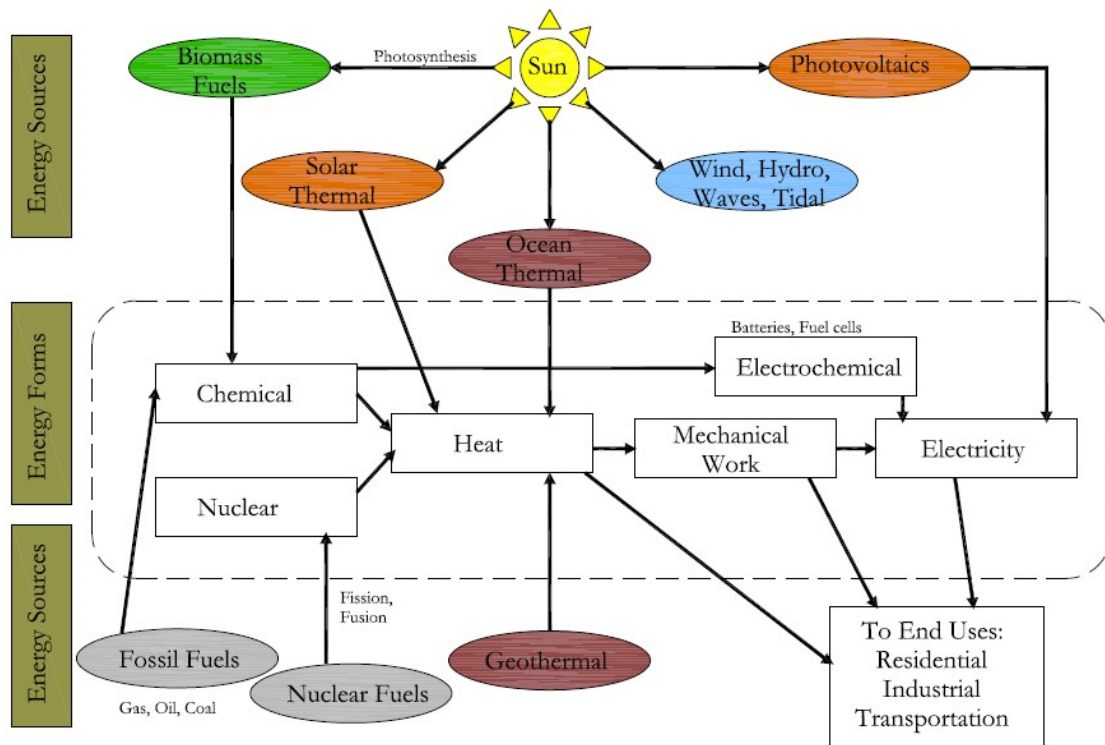 Energy Sources
Biomass
Fuels
Photosynthesis
Sun
Photovoltaics
Solar
Thermal
Wind, Hydro,
Waves, Tidal
Ocean
Thermal
Energy Forms
Batteries, Fuel cells
Electrochemical
Chemical
Heat
Mechanical
Work
Electricity
Nuclear
Energy Sources
Fission,
Fusion
Fossil Fuels
Gas, Oil, Coal
Nuclear Fuels
Geothermal
To End Uses:
Residential
Industrial
Transportation